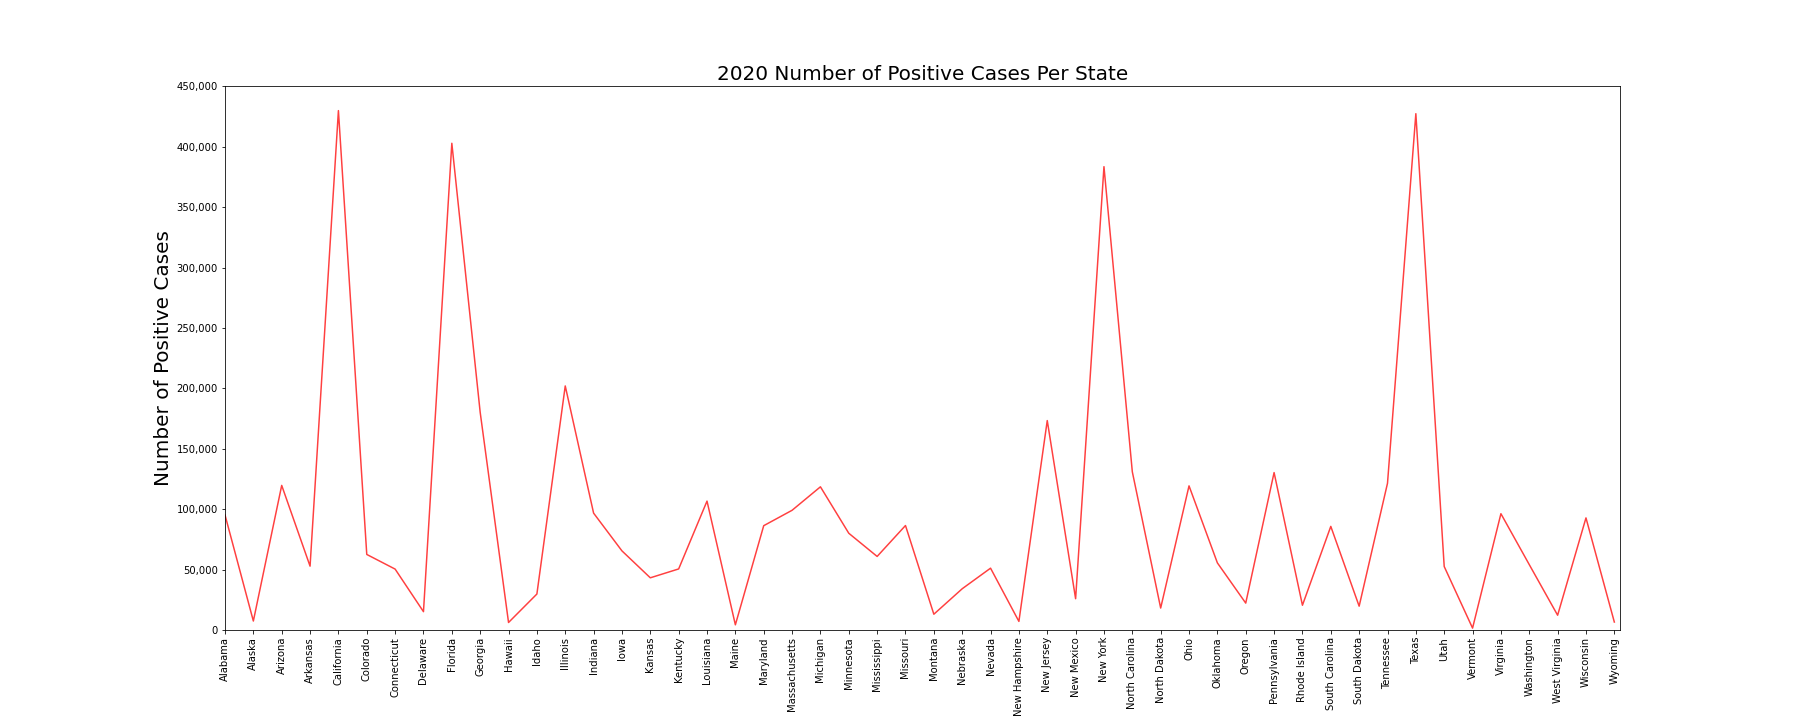 2020 Number of Positive Cases Per State
Number of Positive Cases
450,000
400,000
350,000
300,000
250,000
200,000
150,000
100,000
50,000
0
Alabama
Alaska
Arizona
Arkansas
California
Colorado
Connecticut
Delaware
Florida
Georgia
Hawaii
Idaho
Illinois
Indiana
Iowa
Kansas
Kentucky
Louisiana
Maine
Maryland
Massachusetts
Michigan
Minnesota
Mississippi
Missouri
Montana
Nebraska
Nevada
New Hampshire
New Jersey
New Mexico
New York
North Carolina
North Dakota
Ohio
Oklahoma
Oregon
Pennsylvania
Rhode Island
South Carolina
South Dakota
Tennessee
Texas
Utah
Vermont
Virginia
Washington
West Virginia
Wisconsin
Wyoming